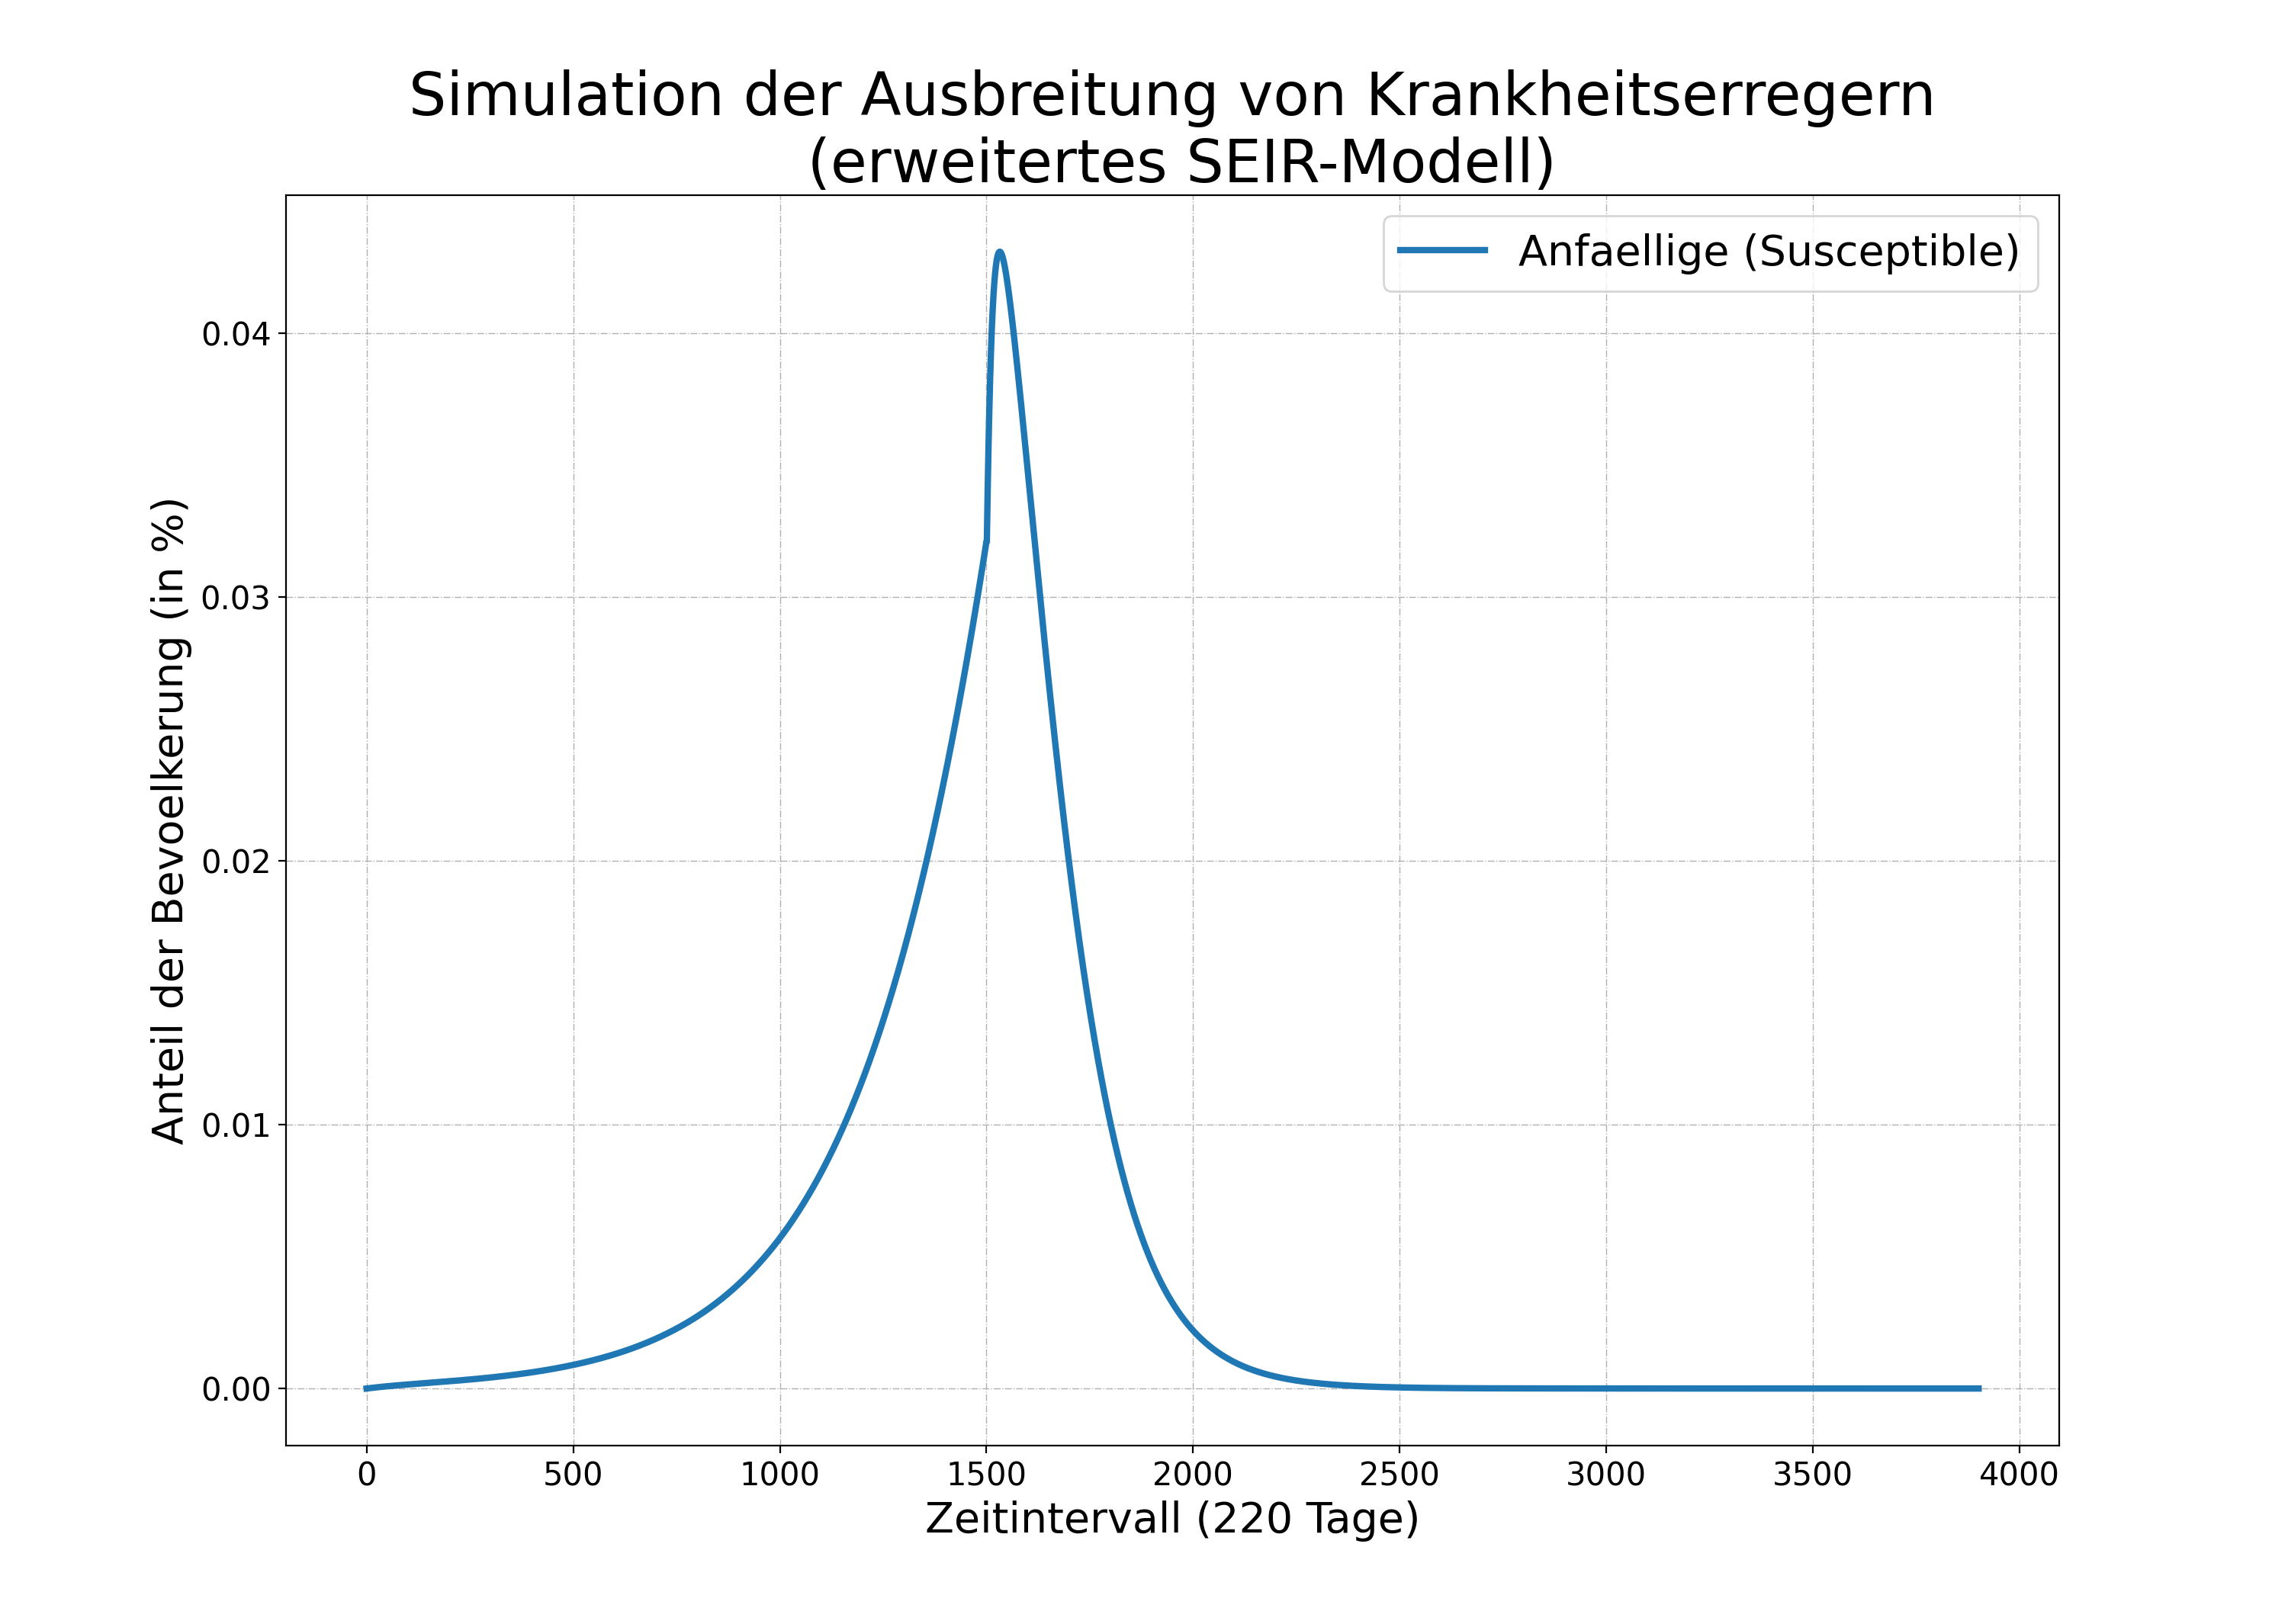 Simulation der Ausbreitung von Krankheitserregern
(erweitertes SEIR-Modell)
Anfaellige (Susceptible)
Anteil der Bevoelkerung (in %)
0.04
0.03
0.02
0.01
0.00
0 500 1000 1500 2000 2500 3000 3500 4000
Zeitintervall (220 Tage)